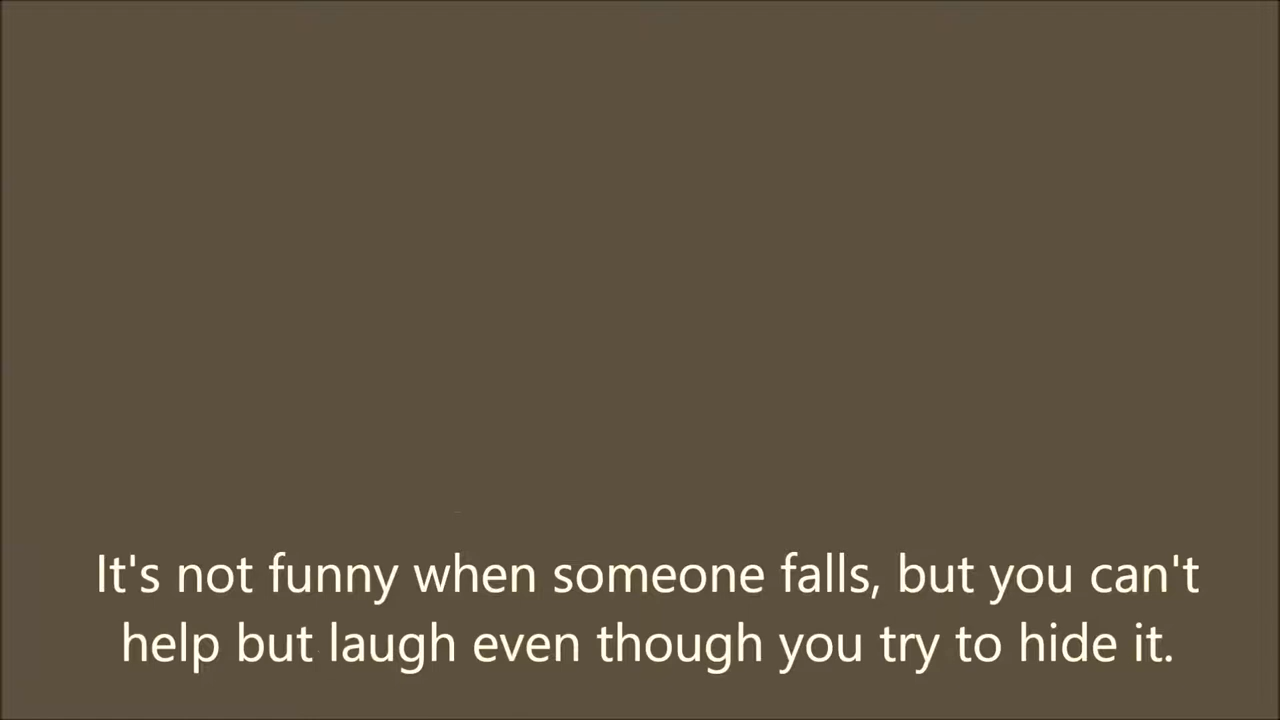 It's not funny when someone falls, but you can't
help but laugh even though you try to hide it.